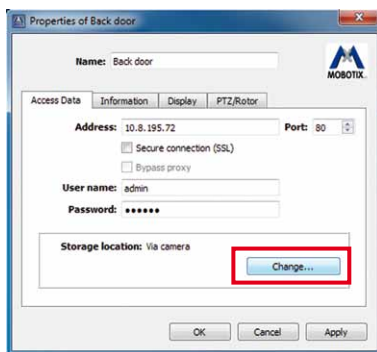 Properties of Back door
Name: Back door
MOBOTIX
Access Data Information Display PTZ/Rotor
Address: 10.8.195.72 Port: 80
Secure connection (SSL)
Bypass proxy
User name: admin
Password: ••••••
Storage location: Via camera
Change...
OK Cancel Apply